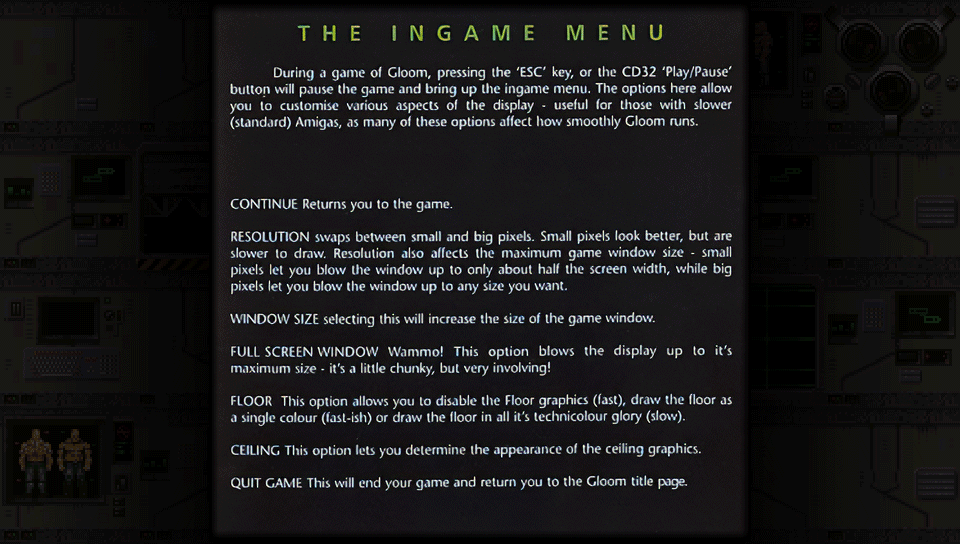 THE INGAME MENU
During a game of Gloom, pressing the 'ESC' key, or the CD32 'Play/Pause'
button will pause the game and bring up the ingame menu. The options here allow
you to customise various aspects of the display - useful for those with slower
(standard) Amigas, as many of these options affect how smoothly Gloom runs.
CONTINUE Returns you to the game.
RESOLUTION swaps between small and big pixels. Small pixels look better, but are
slower to draw. Resolution also affects the maximum game window size - small
pixels let you blow the window up to only about half the screen width, while big
pixels let you blow the window up to any size you want.
WINDOW SIZE selecting this will increase the size of the game window.
FULL SCREEN WINDOW Wammo! This option blows the display up to it's
maximum size - it's a little chunky, but very involving!
FLOOR This option allows you to disable the Floor graphics (fast), draw the floor as
a single colour (fast-ish) or draw the floor in all it's technicolour glory (slow).
CEILING This option lets you determine the appearance of the ceiling graphics.
QUIT GAME This will end your game and return you to the Gloom title page.